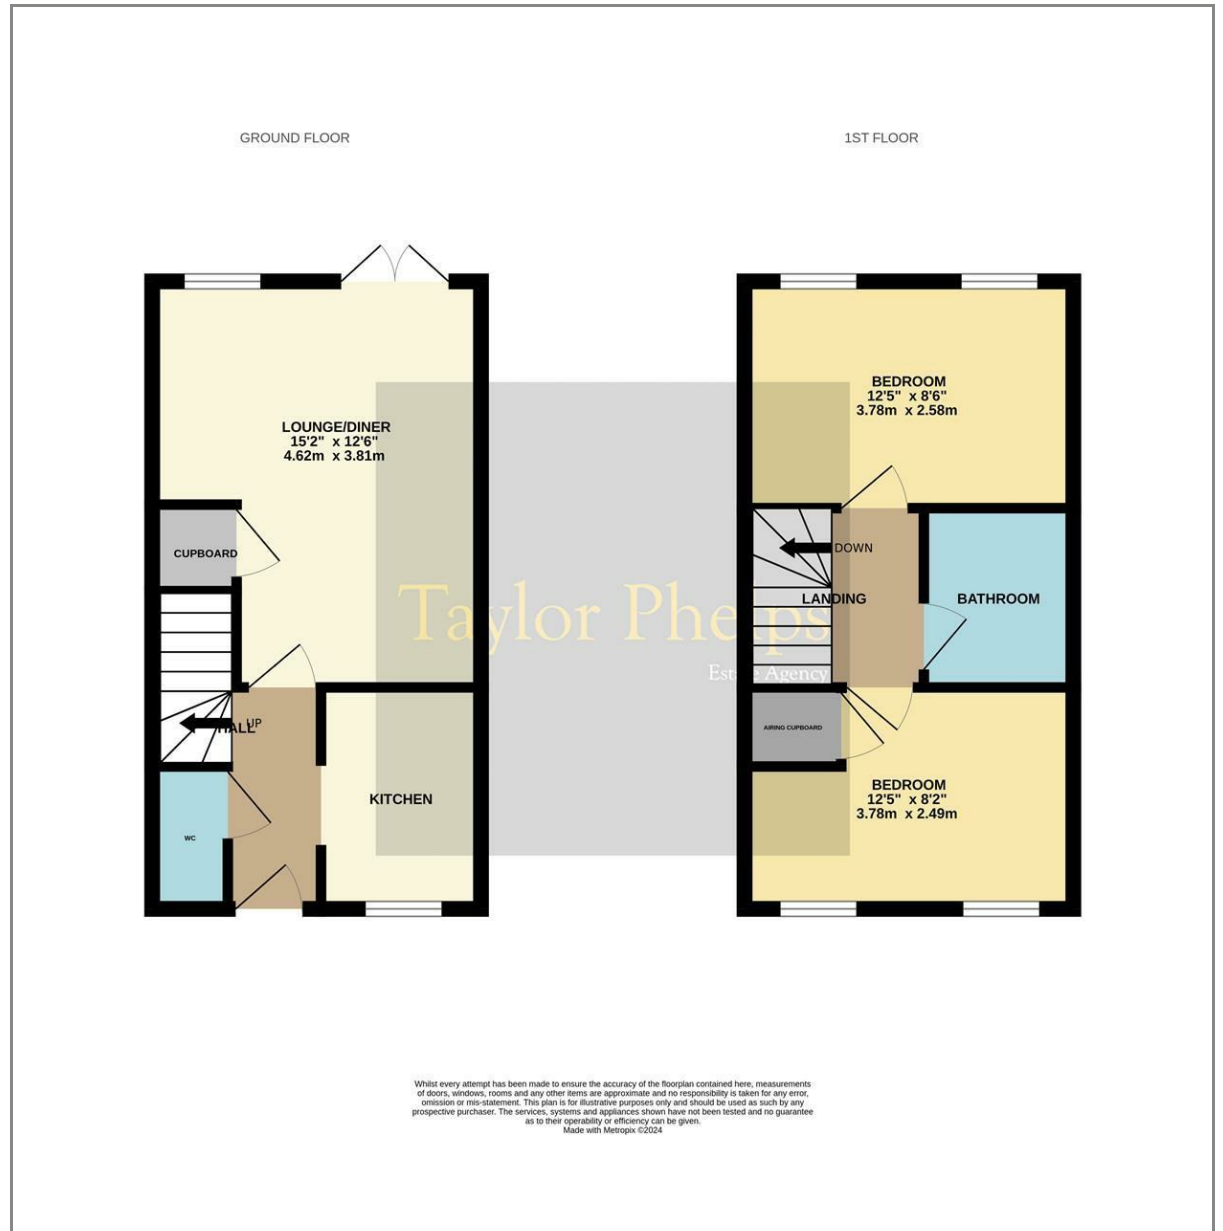 GROUND FLOOR
1ST FLOOR
LOUNGE/DINER
15'2" x 12'6"
4.62m x 3.81m
CUPBOARD
UP
HALL
WC
KITCHEN
BEDROOM
12'5" x 8'6"
3.78m x 2.58m
DOWN
LANDING
BATHROOM
AIRING CUPBOARD
BEDROOM
12'5" x 8'2"
3.78m x 2.49m
Taylor Phelps
Estate Agency
Whilst every attempt has been made to ensure the accuracy of the floorplan contained here, measurements
of doors, windows, rooms and any other items are approximate and no responsibility is taken for any error,
omission or mis-statement. This plan is for illustrative purposes only and should be used as such by any
prospective purchaser. The services, systems and appliances shown have not been tested and no guarantee
as to their operability or efficiency can be given.
Made with Metropix ©2024